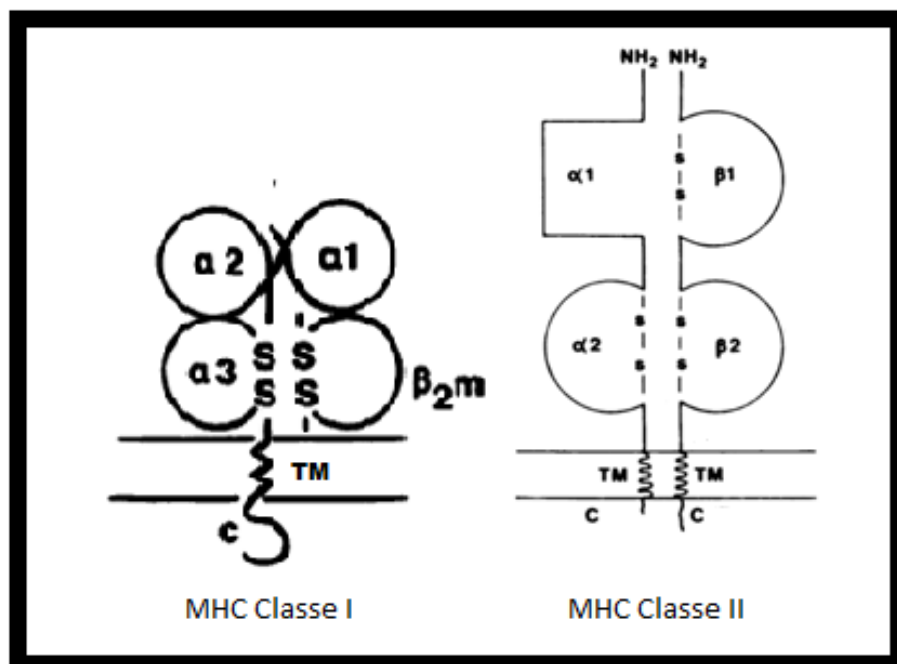 NH₂ NH₂
α1
s
s
β1
α2
s
s
s
s
β2
TM
TM
C
C
α2
α1
α3
S
S
S
S
β₂m
TM
C
MHC Classe I
MHC Classe II